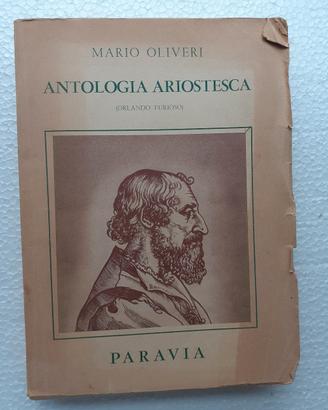 MARIO OLIVERI
ANTOLOGIA ARIOSTESCA
(ORLANDO FURIOSO)
PARAVIA